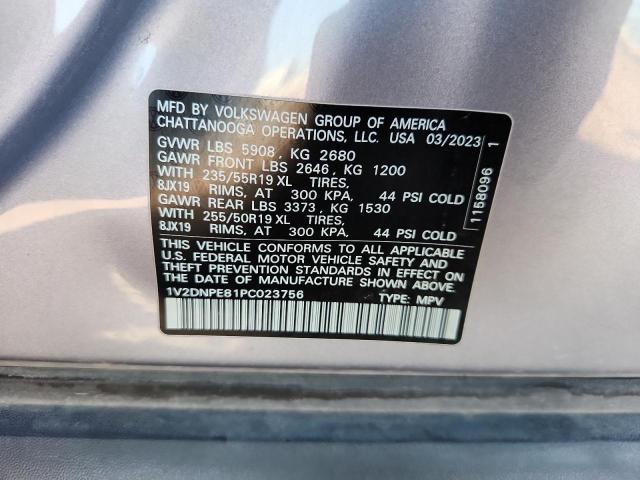 MFD BY VOLKSWAGEN GROUP OF AMERICA
CHATTANOOGA OPERATIONS, LLC. USA 03/2023
GVWR LBS 5908, KG 2680
GAWR FRONT LBS 2646, KG 1200
WITH 235/55R19 XL TIRES,
8JX19 RIMS, AT 300 KPA, 44 PSI COLD
GAWR REAR LBS 3373, KG 1530
WITH 255/50R19 XL TIRES,
8JX19 RIMS, AT 300 KPA, 44 PSI COLD
THIS VEHICLE CONFORMS TO ALL APPLICABLE
U.S. FEDERAL MOTOR VEHICLE SAFETY AND
THEFT PREVENTION STANDARDS IN EFFECT ON
THE DATE OF MANUFACTURE SHOWN ABOVE.
1V2DNPE81PC023756 TYPE: MPV
1158096 1